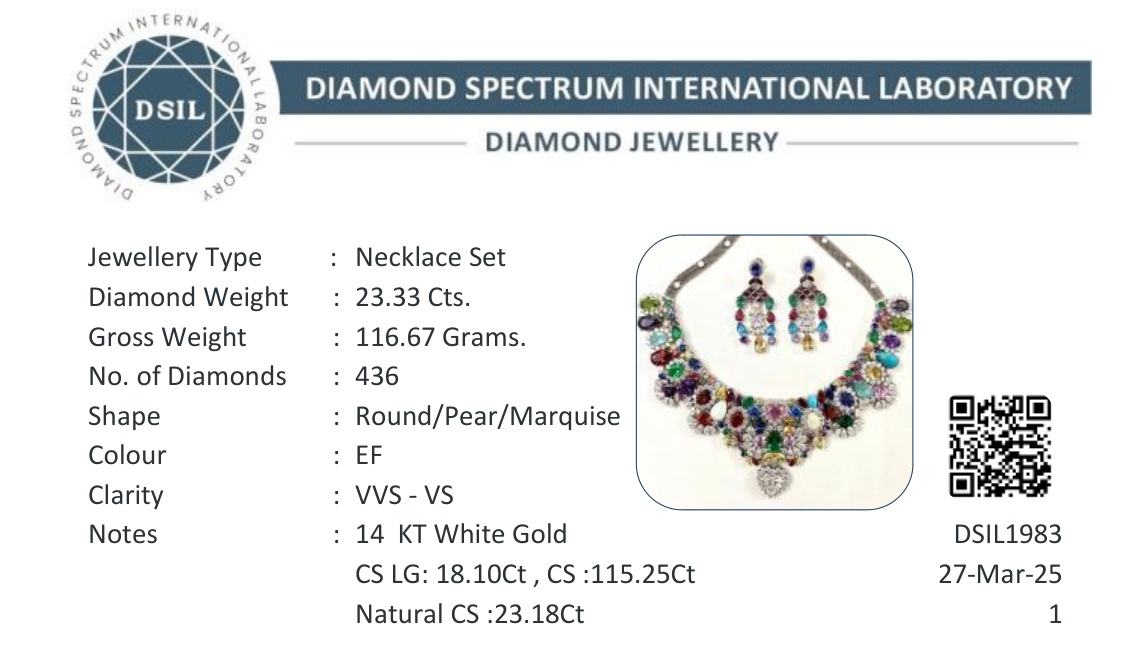 DIAMOND SPECTRUM INTERNATIONAL LABORATORY
DSIL
DIAMOND SPECTRUM INTERNATIONAL LABORATORY
DIAMOND JEWELLERY
Jewellery Type : Necklace Set
Diamond Weight : 23.33 Cts.
Gross Weight : 116.67 Grams.
No. of Diamonds : 436
Shape : Round/Pear/Marquise
Colour : EF
Clarity : VVS - VS
Notes : 14 KT White Gold
DSIL1983
CS LG: 18.10Ct , CS :115.25Ct
27-Mar-25
Natural CS :23.18Ct
1